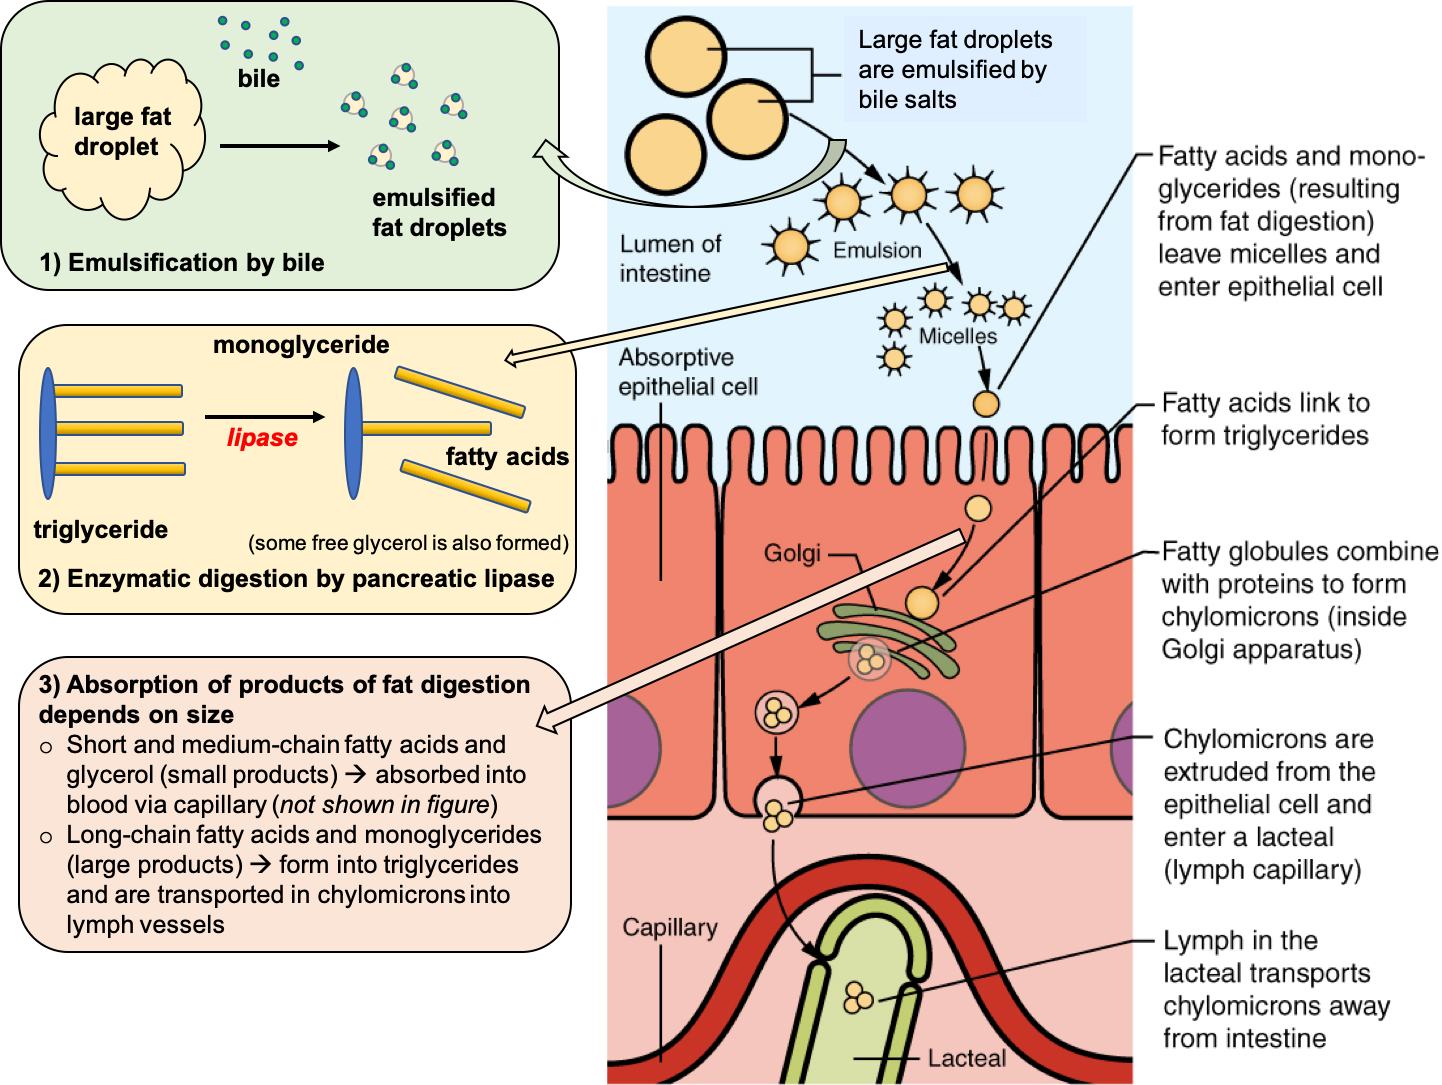 bile
large fat
droplet
emulsified
fat droplets
1) Emulsification by bile
monoglyceride
lipase
fatty acids
triglyceride
(some free glycerol is also formed)
2) Enzymatic digestion by pancreatic lipase
3) Absorption of products of fat digestion
depends on size
o Short and medium-chain fatty acids and
glycerol (small products) → absorbed into
blood via capillary (not shown in figure)
o Long-chain fatty acids and monoglycerides
(large products) → form into triglycerides
and are transported in chylomicrons into
lymph vessels
Large fat droplets
are emulsified by
bile salts
Lumen of
intestine
Emulsion
Micelles
Absorptive
epithelial cell
Golgi
Capillary
Lacteal
Fatty acids and mono-
glycerides (resulting
from fat digestion)
leave micelles and
enter epithelial cell
Fatty acids link to
form triglycerides
Fatty globules combine
with proteins to form
chylomicrons (inside
Golgi apparatus)
Chylomicrons are
extruded from the
epithelial cell and
enter a lacteal
(lymph capillary)
Lymph in the
lacteal transports
chylomicrons away
from intestine